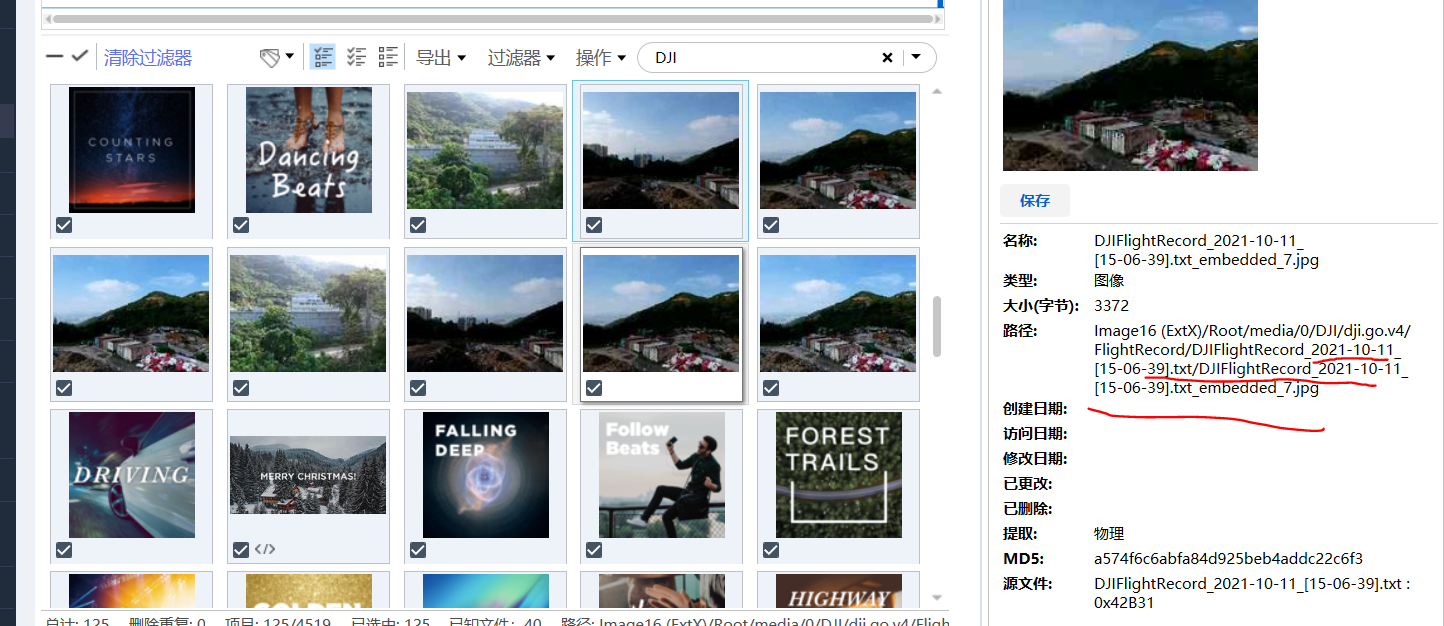 清除过滤器
导出
过滤器
操作
DJI
COUNTING
STARS
Dancing
Beats
DRIVING
MERRY CHRISTMAS!
FALLING
DEEP
Follow
Beats
FOREST
TRAILS
GOLDEN
HIGHWAY
总计: 125 删除重复: 0 项目: 125/4519 已选中: 125 已知文件: 40 路径: Image16 (ExtX)/Root/media/0/DJI/dji.go.v4/Fligh
保存
名称: DJIFlightRecord_2021-10-11_
[15-06-39].txt_embedded_7.jpg
类型: 图像
大小(字节): 3372
路径: Image16 (ExtX)/Root/media/0/DJI/dji.go.v4/
FlightRecord/DJIFlightRecord_2021-10-11_
[15-06-39].txt/DJIFlightRecord_2021-10-11_
[15-06-39].txt_embedded_7.jpg
创建日期:
访问日期:
修改日期:
已更改:
已删除:
提取: 物理
MD5: a574f6c6abfa84d925beb4addc22c6f3
源文件: DJIFlightRecord_2021-10-11_[15-06-39].txt :
0x42B31